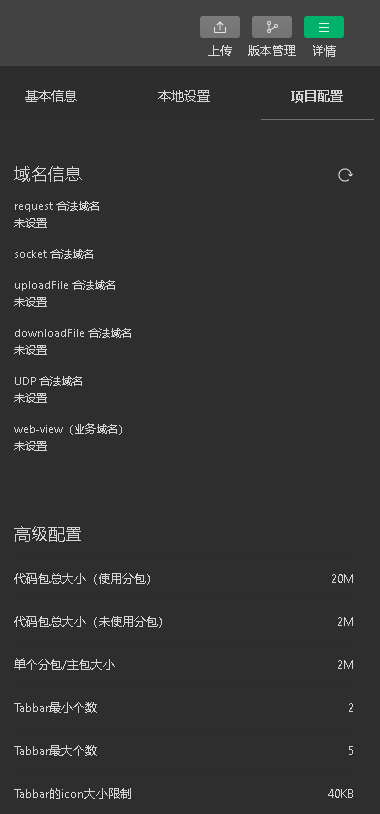 上传 版本管理 详情
基本信息 本地设置 项目配置
域名信息
request 合法域名
未设置
socket 合法域名
uploadFile 合法域名
未设置
downloadFile 合法域名
未设置
UDP 合法域名
未设置
web-view（业务域名）
未设置
高级配置
代码包总大小（使用分包） 20M
代码包总大小（未使用分包） 2M
单个分包/主包大小 2M
Tabbar最小个数 2
Tabbar最大个数 5
Tabbar的icon大小限制 40KB